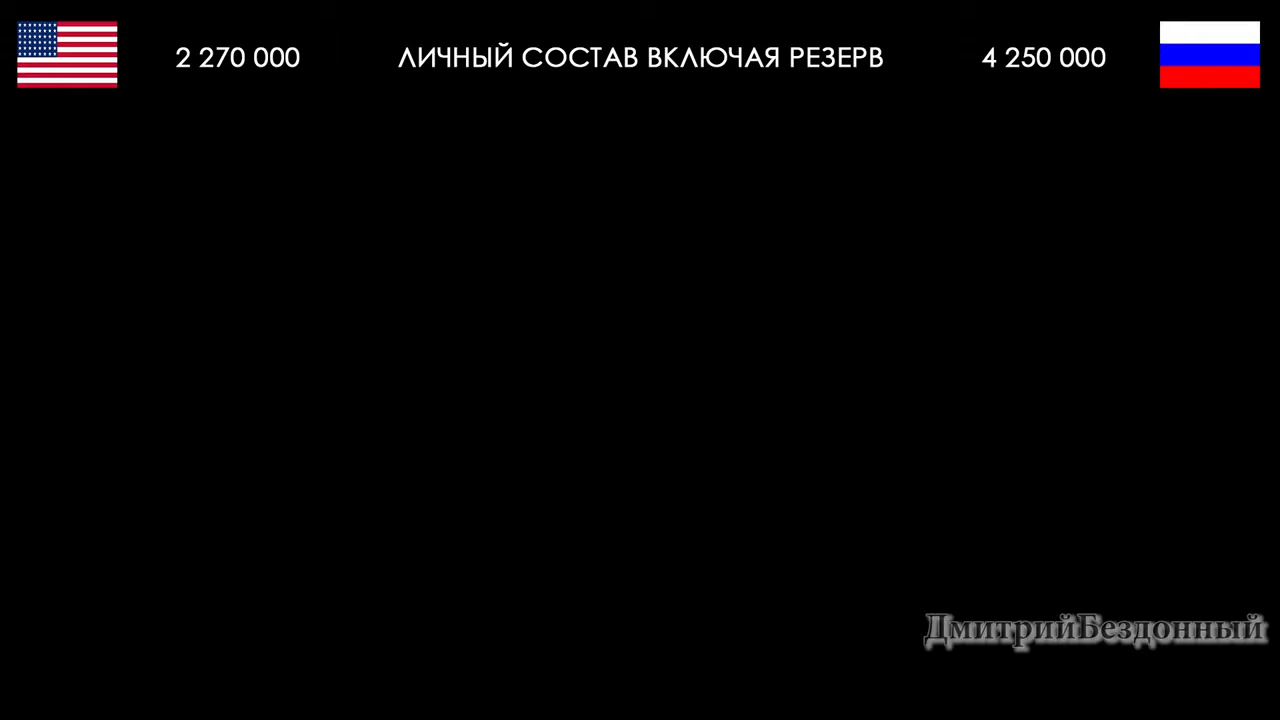 2 270 000 ЛИЧНЫЙ СОСТАВ ВКЛЮЧАЯ РЕЗЕРВ 4 250 000
ДмитрийБездонный